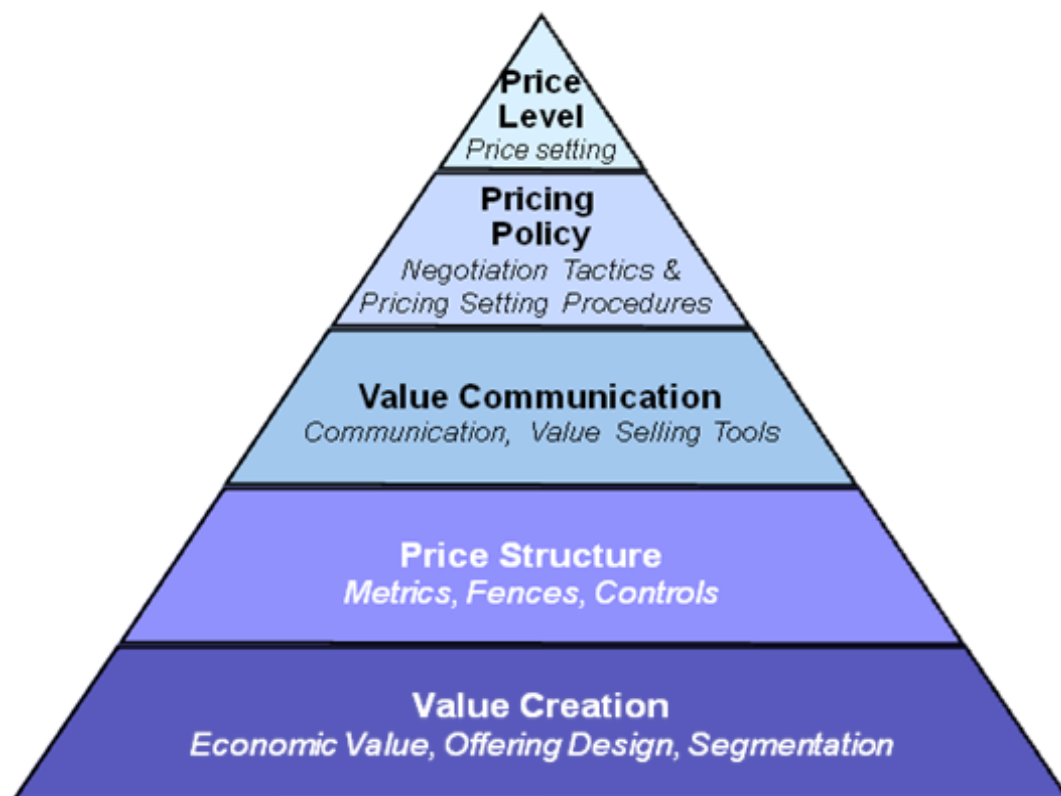 Price
Level
Price setting
Pricing
Policy
Negotiation Tactics &
Pricing Setting Procedures
Value Communication
Communication, Value Selling Tools
Price Structure
Metrics, Fences, Controls
Value Creation
Economic Value, Offering Design, Segmentation